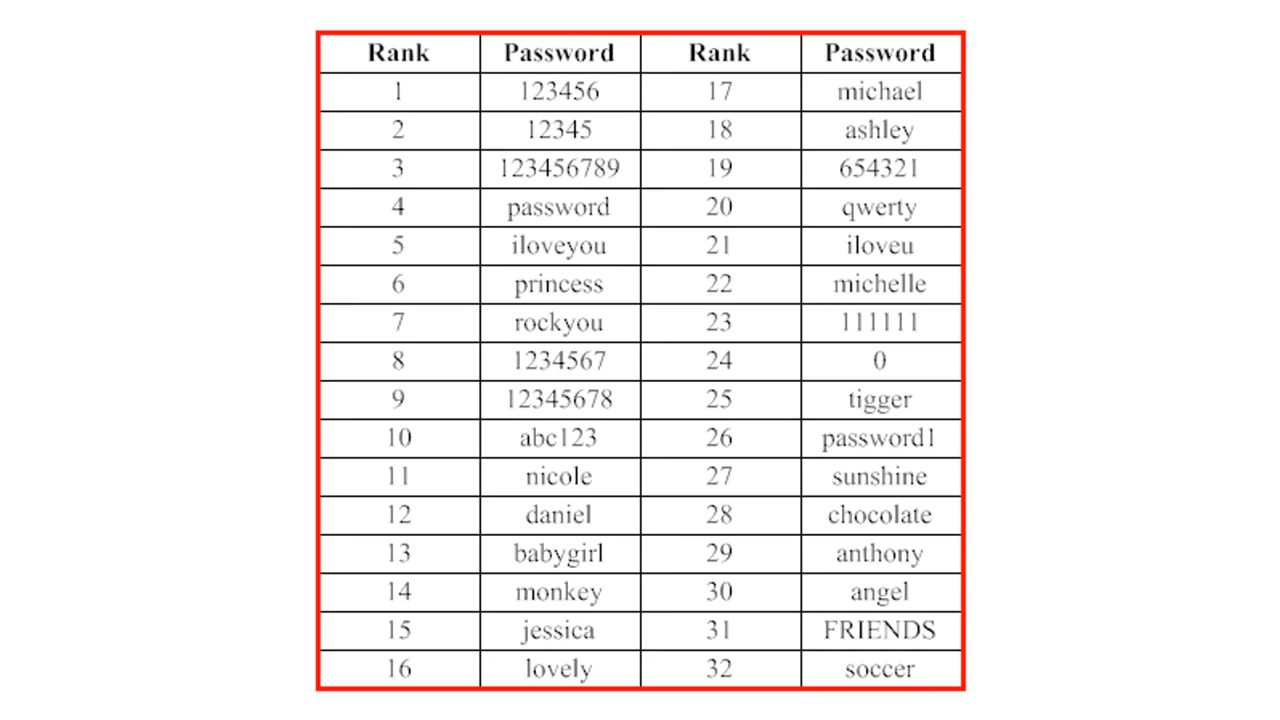 Rank Password Rank Password
1 123456 17 michael
2 12345 18 ashley
3 123456789 19 654321
4 password 20 qwerty
5 iloveyou 21 iloveu
6 princess 22 michelle
7 rockyou 23 111111
8 1234567 24 0
9 12345678 25 tigger
10 abc123 26 password1
11 nicole 27 sunshine
12 daniel 28 chocolate
13 babygirl 29 anthony
14 monkey 30 angel
15 jessica 31 FRIENDS
16 lovely 32 soccer